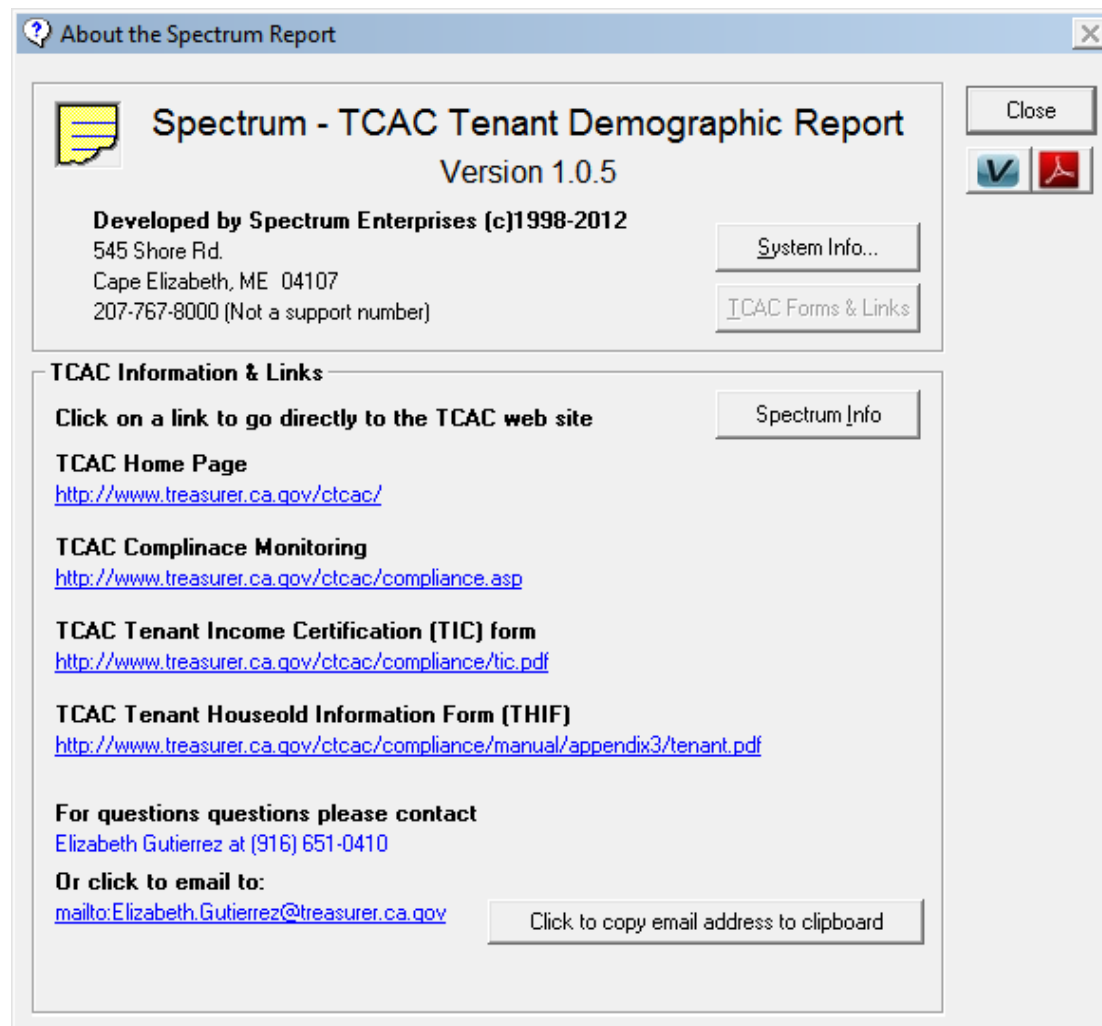 About the Spectrum Report
Spectrum - TCAC Tenant Demographic Report
Version 1.0.5
Close
Developed by Spectrum Enterprises (c)1998-2012
545 Shore Rd.
Cape Elizabeth, ME 04107
207-767-8000 (Not a support number)
System Info...
TCAC Forms & Links
TCAC Information & Links
Click on a link to go directly to the TCAC web site
Spectrum Info
TCAC Home Page
http://www.treasurer.ca.gov/ctcac/
TCAC Complinace Monitoring
http://www.treasurer.ca.gov/ctcac/compliance.asp
TCAC Tenant Income Certification (TIC) form
http://www.treasurer.ca.gov/ctcac/compliance/tic.pdf
TCAC Tenant Houseold Information Form (THIF)
http://www.treasurer.ca.gov/ctcac/compliance/manual/appendix3/tenant.pdf
For questions questions please contact
Elizabeth Gutierrez at (916) 651-0410
Or click to email to:
mailto:Elizabeth.Gutierrez@treasurer.ca.gov
Click to copy email address to clipboard